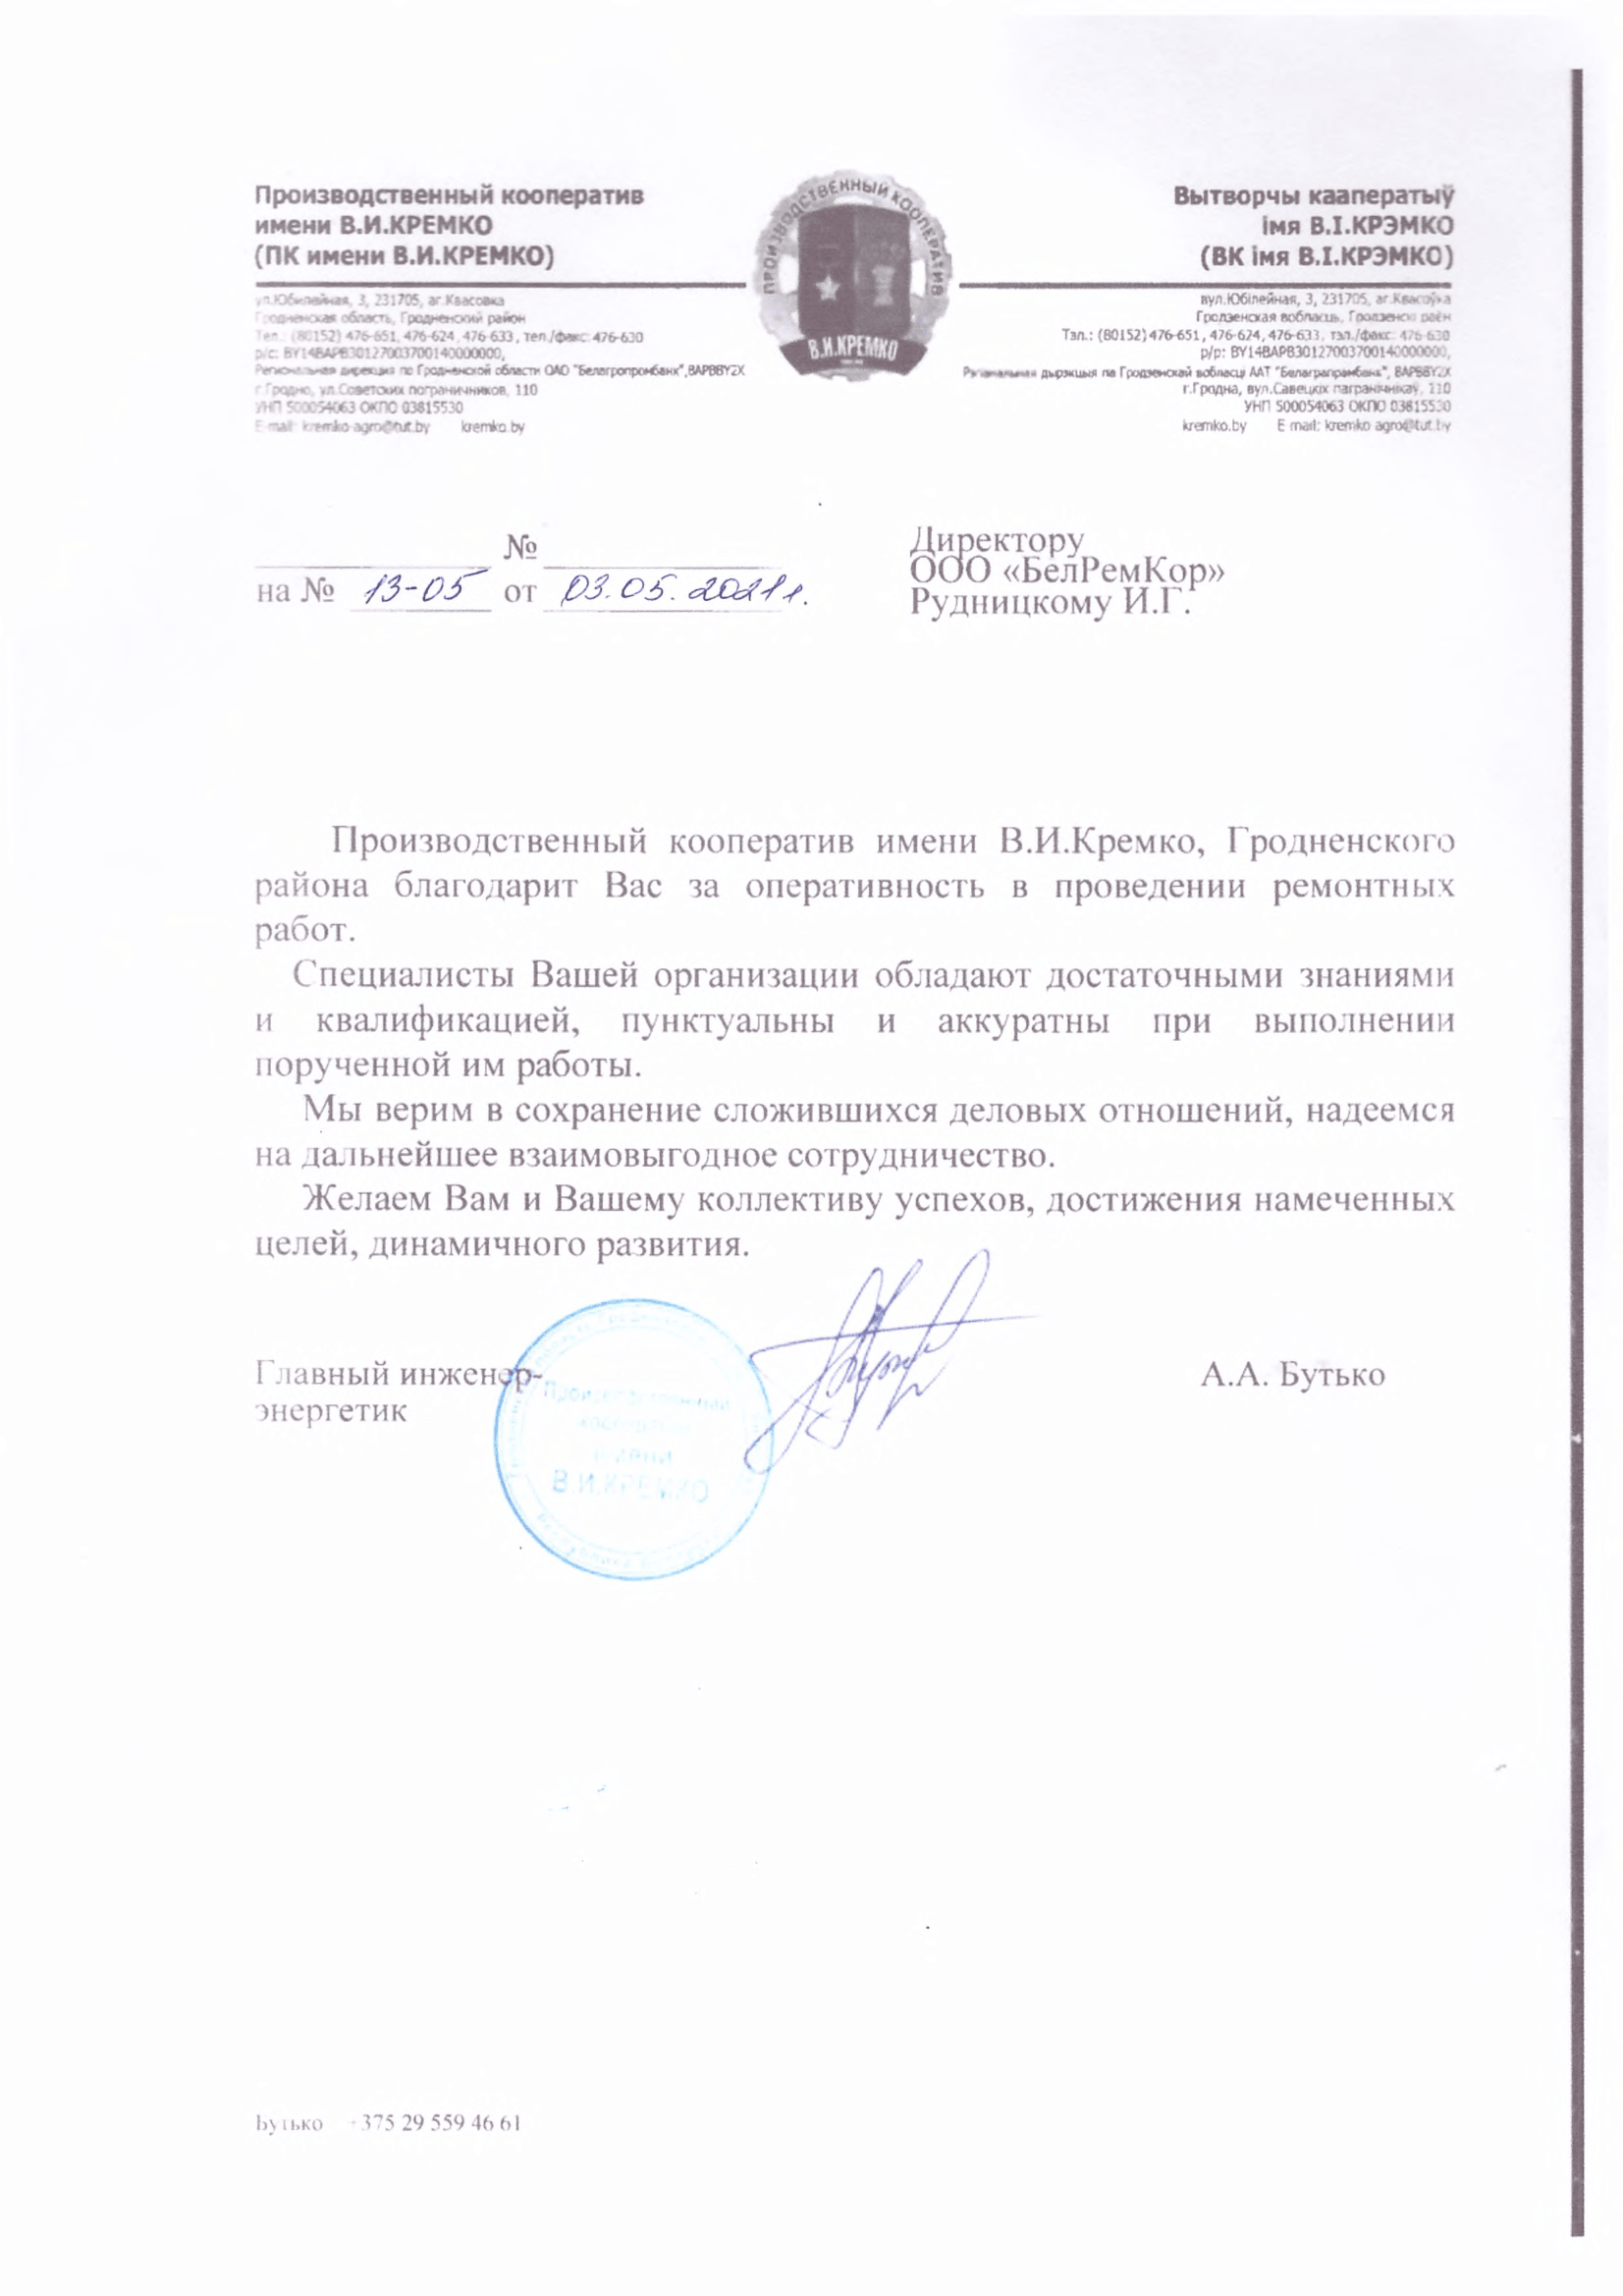 Производственный кооператив
имени В.И.КРЕМКО
(ПК имени В.И.КРЕМКО)
ул.Юбилейная, 3, 231705, аг.Квасовка
Гродненская область, Гродненский район
Тел.: (80152) 476-651, 476-624, 476-633, тел./факс: 476-630
р/с: BY14BAPB30127003700140000000,
Региональная дирекция по Гродненской области ОАО "Белагропромбанк",BAPBBY2X
г.Гродно, ул.Советских пограничников, 110
УНП 500054063 ОКПО 03815530
E-mail: kremko-agro@tut.by kremko.by
ПРОИЗВОДСТВЕННЫЙ КООПЕРАТИВ
В.И.КРЕМКО
Вытворчы кааператыў
імя В.І.КРЭМКО
(ВК імя В.І.КРЭМКО)
вул.Юбілейная, 3, 231705, аг.Квасоўка
Гродзенская вобласць, Гродзенскі раён
Тэл.: (80152) 476-651, 476-624, 476-633, тэл./факс: 476-630
р/р: BY14BAPB30127003700140000000,
Рэгіянальная дырэкцыя па Гродзенскай вобласці ААТ "Белаграпрамбанк", BAPBBY2X
г.Гродна, вул.Савецкіх пагранічнікаў, 110
УНП 500054063 ОКПО 03815530
kremko.by E mail: kremko agro@tut.by
№
на № 13-05 от 03.05.2021г.
Директору
ООО «БелРемКор»
Рудницкому И.Г.
Производственный кооператив имени В.И.Кремко, Гродненского
района благодарит Вас за оперативность в проведении ремонтных
работ.
Специалисты Вашей организации обладают достаточными знаниями
и квалификацией, пунктуальны и аккуратны при выполнении
порученной им работы.
Мы верим в сохранение сложившихся деловых отношений, надеемся
на дальнейшее взаимовыгодное сотрудничество.
Желаем Вам и Вашему коллективу успехов, достижения намеченных
целей, динамичного развития.
Главный инженер-
энергетик
А.А. Бутько
Производственный
кооператив
имени
В.И.КРЕМКО
Бутько +375 29 559 46 61